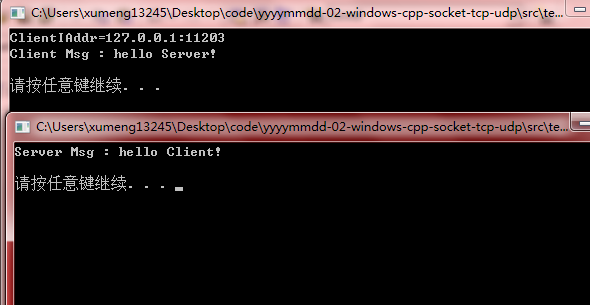 C:\Users\xumeng13245\Desktop\code\yyyymmdd-02-windows-cpp-socket-tcp-udp\src\te...
ClientIAddr=127.0.0.1:11203
Client Msg : hello Server!
请按任意键继续. . .
C:\Users\xumeng13245\Desktop\code\yyyymmdd-02-windows-cpp-socket-tcp-udp\src\te...
Server Msg : hello Client!
请按任意键继续. . .